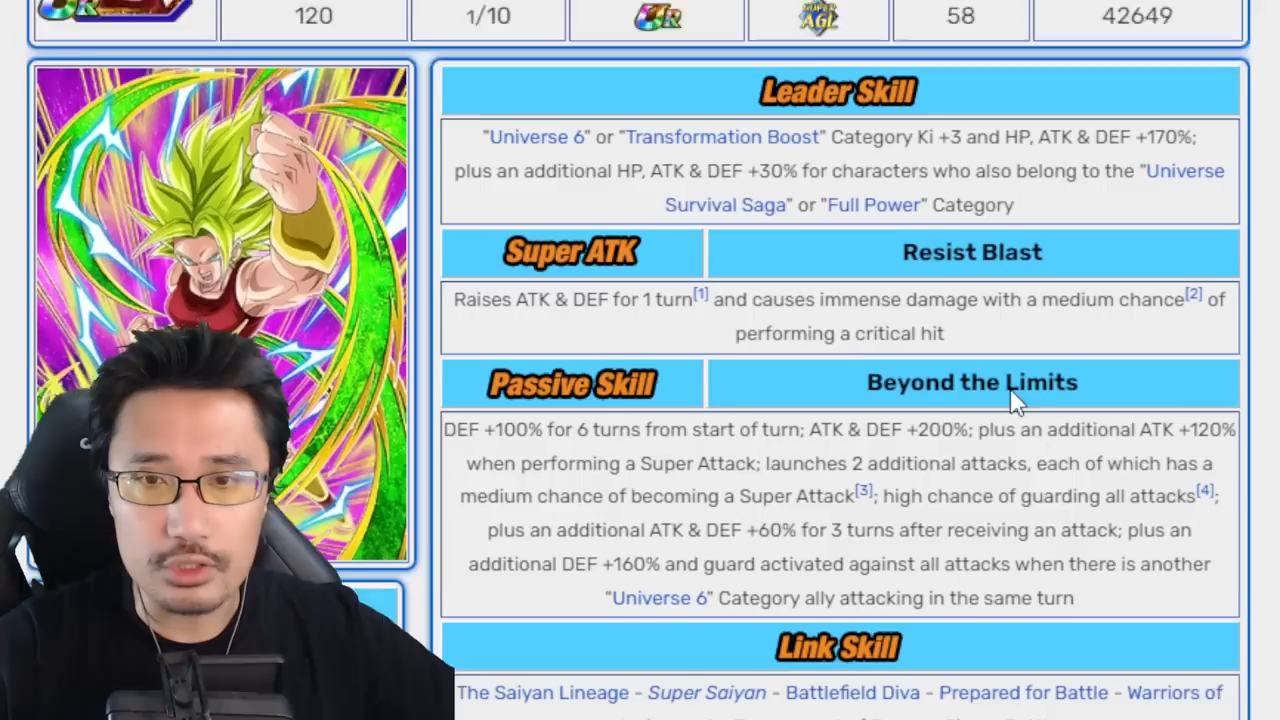 120
1/10
UR
SUPER AGL
58
42649
UR
Leader Skill
"Universe 6" or "Transformation Boost" Category Ki +3 and HP, ATK & DEF +170%;
plus an additional HP, ATK & DEF +30% for characters who also belong to the "Universe
Survival Saga" or "Full Power" Category
Super ATK
Resist Blast
Raises ATK & DEF for 1 turn[1] and causes immense damage with a medium chance[2] of
performing a critical hit
Passive Skill
Beyond the Limits
DEF +100% for 6 turns from start of turn; ATK & DEF +200%; plus an additional ATK +120%
when performing a Super Attack; launches 2 additional attacks, each of which has a
medium chance of becoming a Super Attack[3]; high chance of guarding all attacks[4];
plus an additional ATK & DEF +60% for 3 turns after receiving an attack; plus an
additional DEF +160% and guard activated against all attacks when there is another
"Universe 6" Category ally attacking in the same turn
Link Skill
The Saiyan Lineage - Super Saiyan - Battlefield Diva - Prepared for Battle - Warriors of